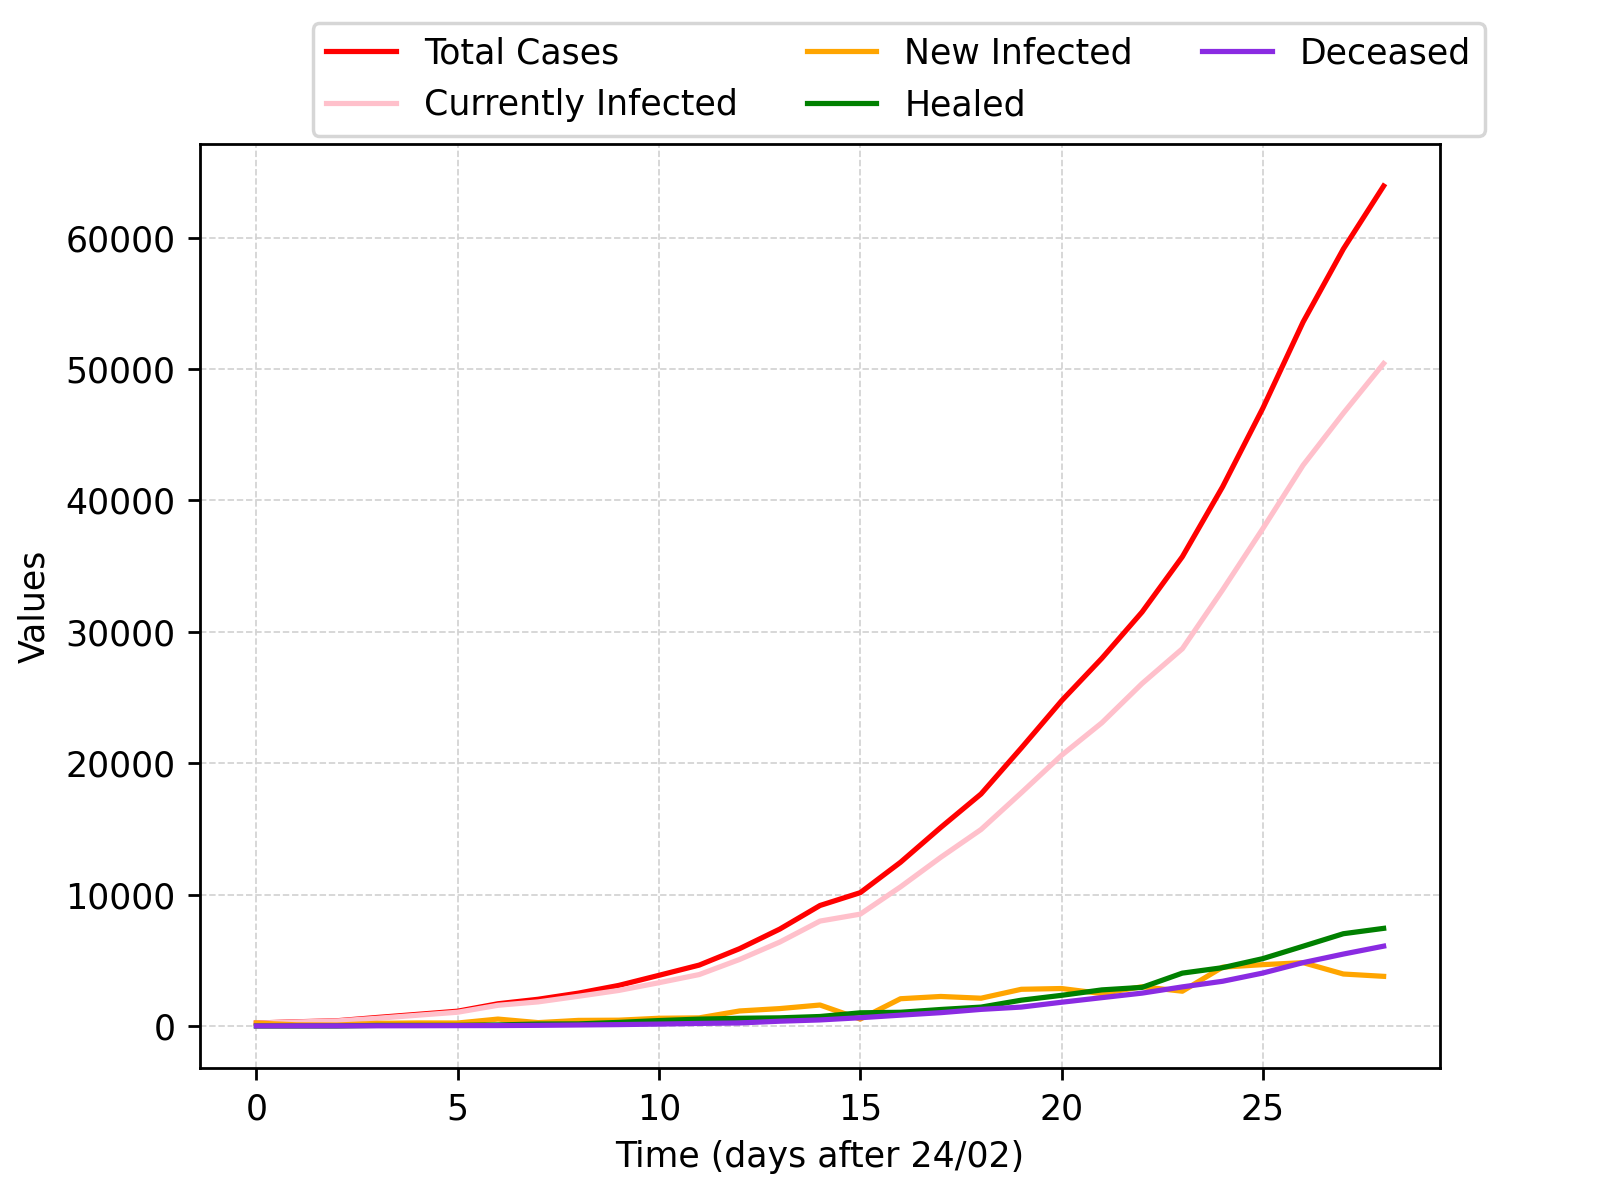 Total Cases New Infected Deceased
Currently Infected Healed
60000
50000
40000
30000
20000
10000
0
Values
0 5 10 15 20 25
Time (days after 24/02)